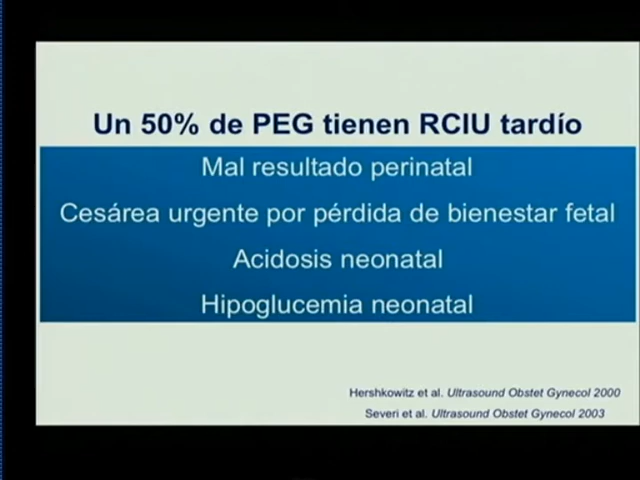 Un 50% de PEG tienen RCIU tardío
Mal resultado perinatal
Cesárea urgente por pérdida de bienestar fetal
Acidosis neonatal
Hipoglucemia neonatal
Hershkowitz et al. Ultrasound Obstet Gynecol 2000
Severi et al. Ultrasound Obstet Gynecol 2003